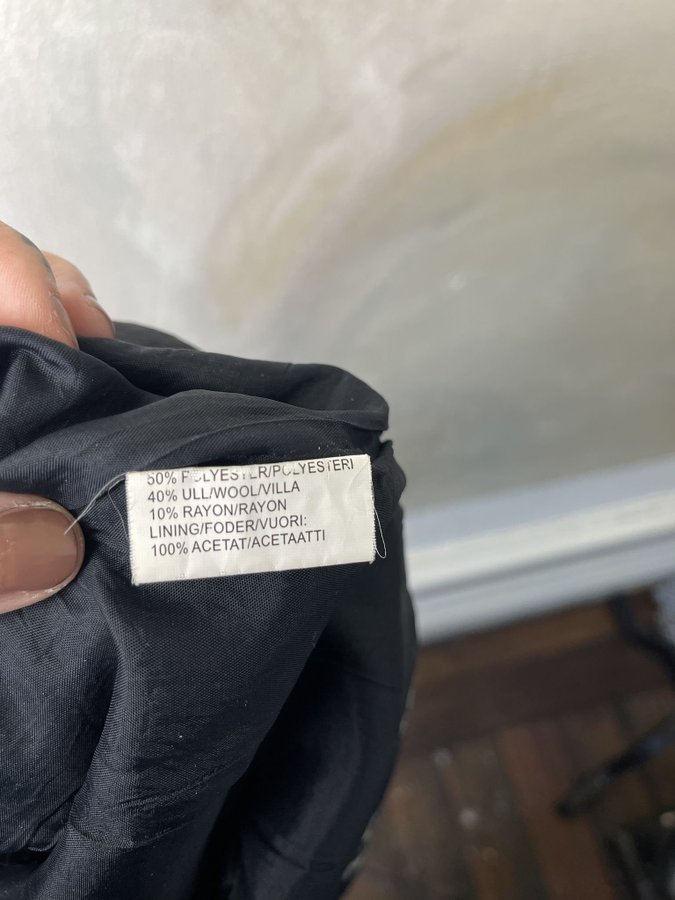 50% POLYESTER/POLYESTERI
40% ULL/WOOL/VILLA
10% RAYON/RAYON
LINING/FODER/VUORI:
100% ACETAT/ACETAATTI